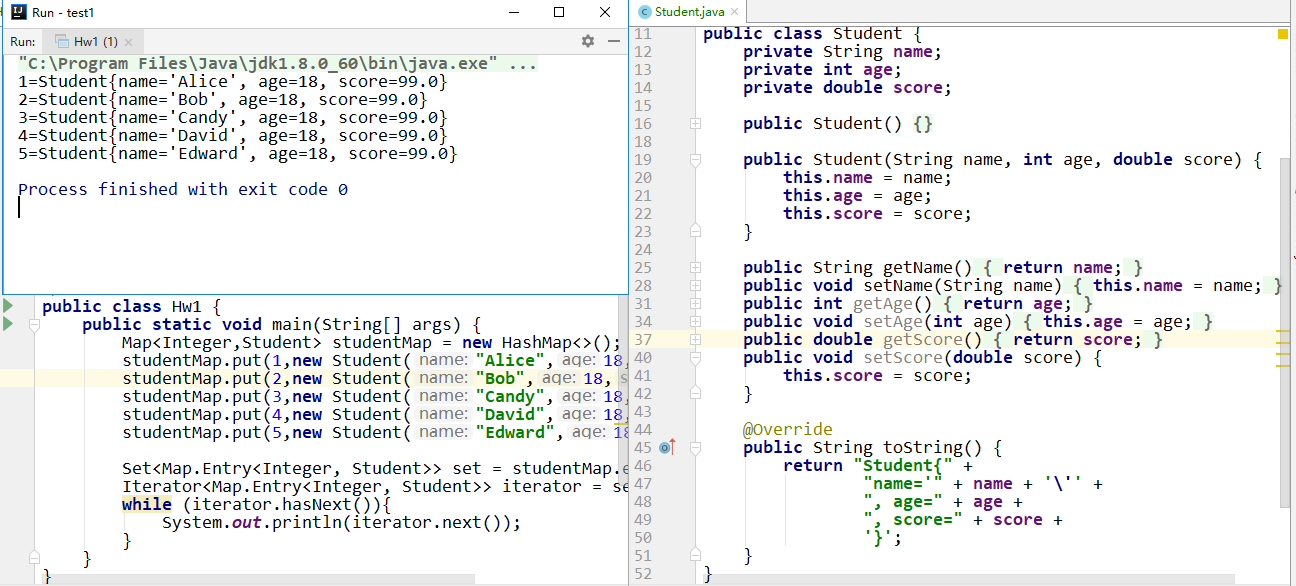 Run - test1
Run: Hw1 (1)
"C:\Program Files\Java\jdk1.8.0_60\bin\java.exe" ...
1=Student{name='Alice', age=18, score=99.0}
2=Student{name='Bob', age=18, score=99.0}
3=Student{name='Candy', age=18, score=99.0}
4=Student{name='David', age=18, score=99.0}
5=Student{name='Edward', age=18, score=99.0}
Process finished with exit code 0
public class Hw1 {
public static void main(String[] args) {
Map<Integer,Student> studentMap = new HashMap<>();
studentMap.put(1,new Student( name: "Alice", age: 18,
studentMap.put(2,new Student( name: "Bob", age: 18, s
studentMap.put(3,new Student( name: "Candy", age: 18,
studentMap.put(4,new Student( name: "David", age: 18,
studentMap.put(5,new Student( name: "Edward", age: 18
Set<Map.Entry<Integer, Student>> set = studentMap.e
Iterator<Map.Entry<Integer, Student>> iterator = se
while (iterator.hasNext()){
System.out.println(iterator.next());
}
}
}
Student.java
11 public class Student {
12 private String name;
13 private int age;
14 private double score;
15
16 public Student() {}
18
19 public Student(String name, int age, double score) {
20 this.name = name;
21 this.age = age;
22 this.score = score;
23 }
24
25 public String getName() { return name; }
28 public void setName(String name) { this.name = name; }
31 public int getAge() { return age; }
34 public void setAge(int age) { this.age = age; }
37 public double getScore() { return score; }
40 public void setScore(double score) {
41 this.score = score;
42 }
43
44 @Override
45 public String toString() {
46 return "Student{" +
47 "name='" + name + '\'' +
48 ", age=" + age +
49 ", score=" + score +
50 '}';
51 }
52 }